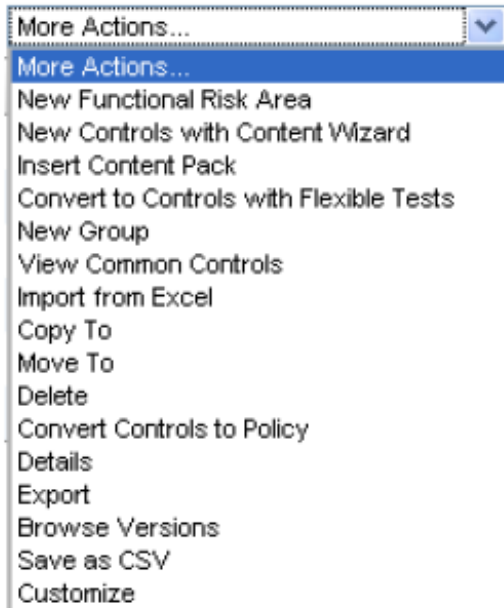 More Actions...
More Actions...
New Functional Risk Area
New Controls with Content Wizard
Insert Content Pack
Convert to Controls with Flexible Tests
New Group
View Common Controls
Import from Excel
Copy To
Move To
Delete
Convert Controls to Policy
Details
Export
Browse Versions
Save as CSV
Customize